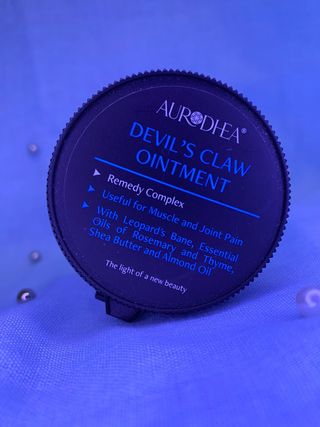 AURODHEA®
DEVIL'S CLAW
OINTMENT
Remedy Complex
Useful for Muscle and Joint Pain
With Leopard's Bane, Essential
Oils of Rosemary and Thyme,
Shea Butter and Almond Oil
The light of a new beauty